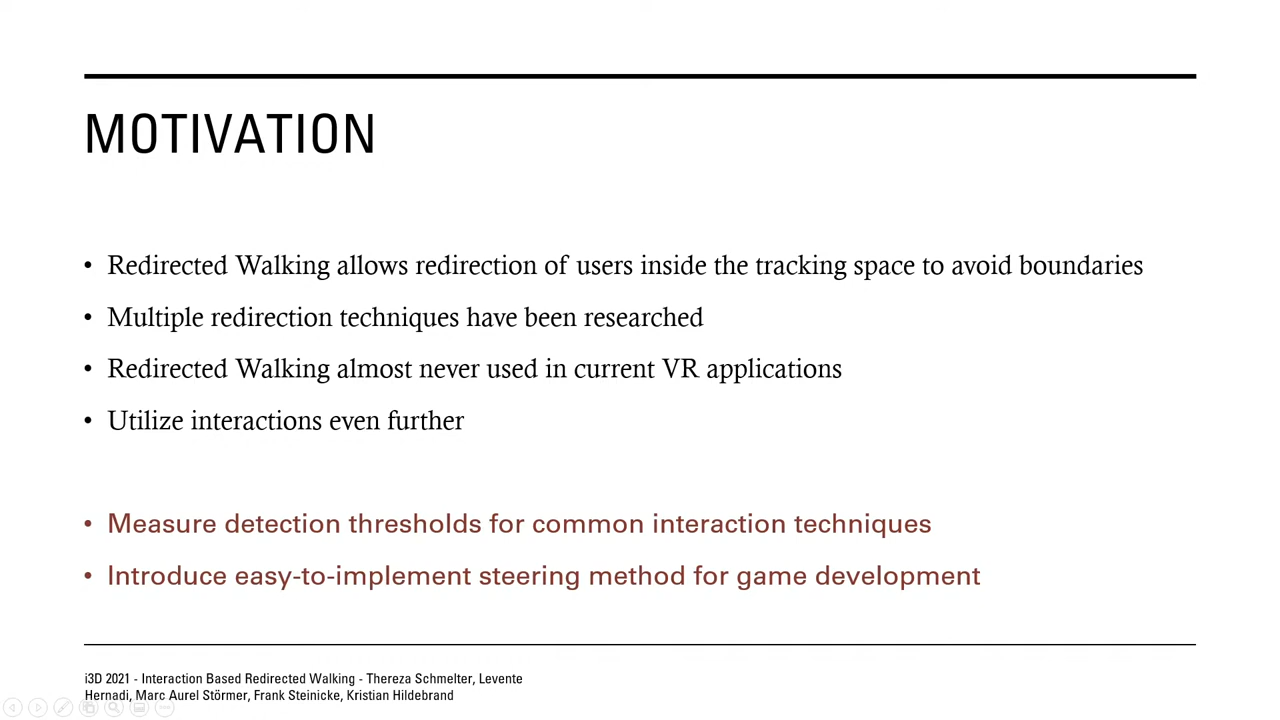 MOTIVATION
• Redirected Walking allows redirection of users inside the tracking space to avoid boundaries
• Multiple redirection techniques have been researched
• Redirected Walking almost never used in current VR applications
• Utilize interactions even further
• Measure detection thresholds for common interaction techniques
• Introduce easy-to-implement steering method for game development
i3D 2021 - Interaction Based Redirected Walking - Thereza Schmelter, Levente
Hernadi, Marc Aurel Störmer, Frank Steinicke, Kristian Hildebrand